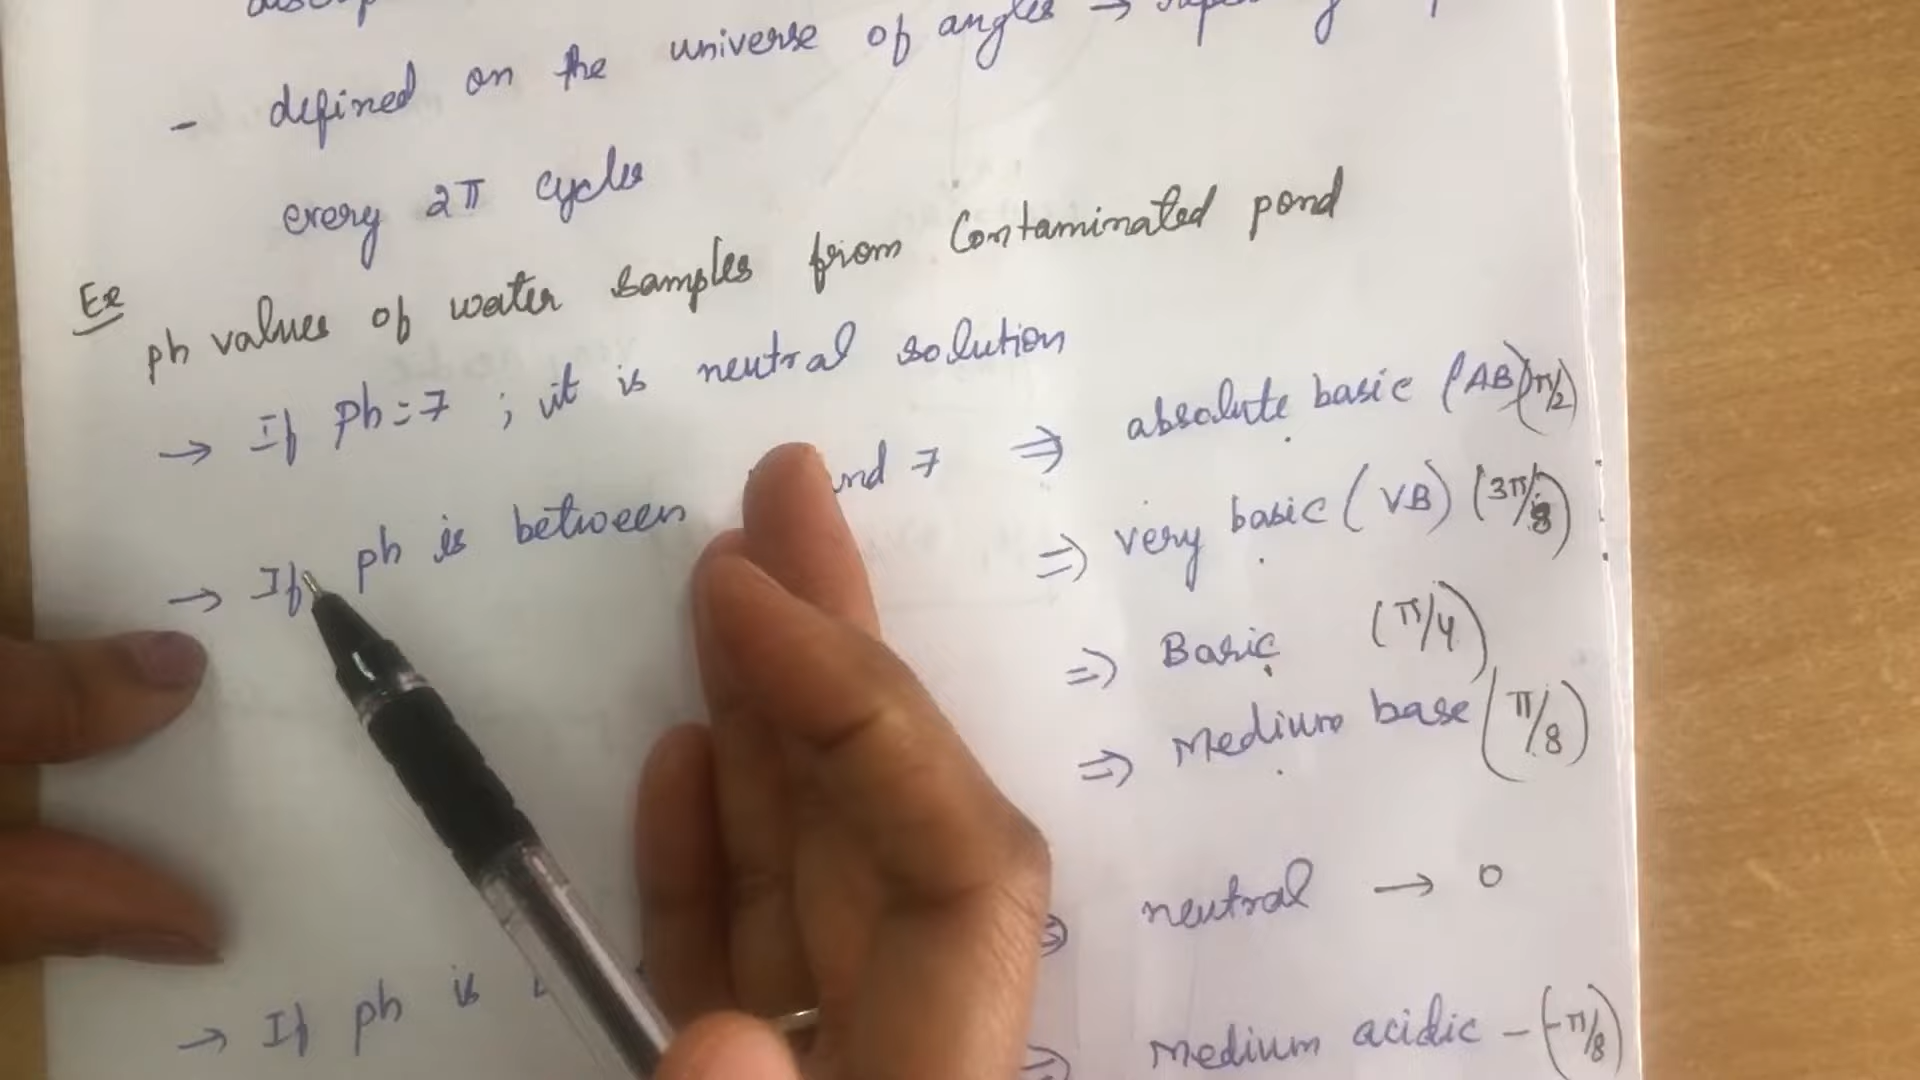 - defined on the universe of angles →
every 2π cycles
Ex
ph values of water samples from Contaminated pond
→ If Ph=7 ; it is neutral solution
→ If ph is between and 7 ⇒ absolute basic (AB)(π/2)
⇒ very basic (VB) (3π/8)
⇒ Basic (π/4)
⇒ Medium base (π/8)
⇒ neutral → 0
→ If ph is
⇒ Medium acidic - (-π/8)